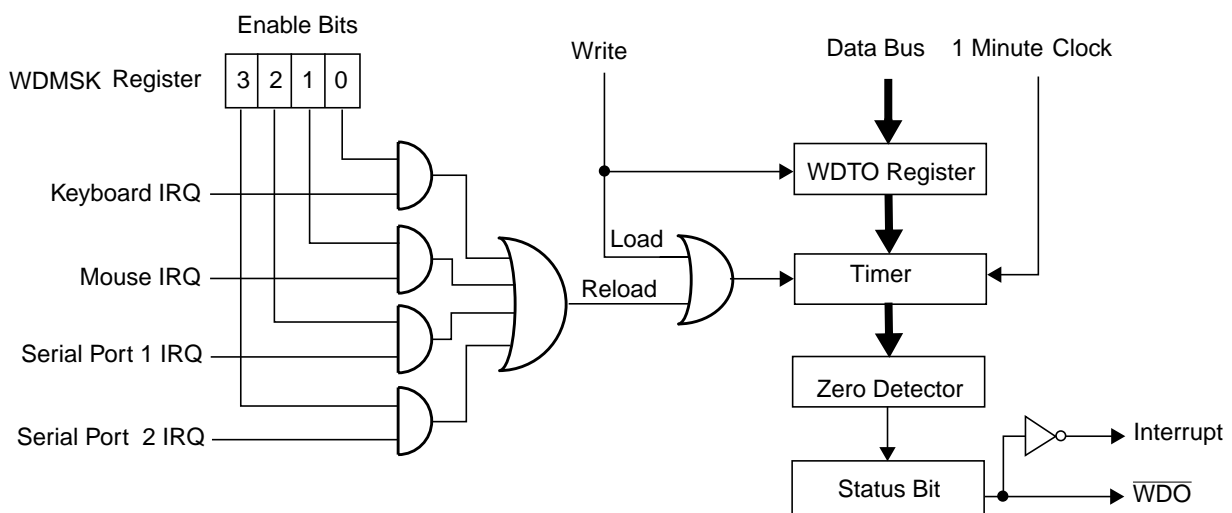 Enable Bits
WDMSK Register
3 2 1 0
Write
Data Bus
1 Minute Clock
Keyboard IRQ
WDTO Register
Mouse IRQ
Load
Reload
Timer
Serial Port 1 IRQ
Zero Detector
Serial Port 2 IRQ
Interrupt
Status Bit
WDO